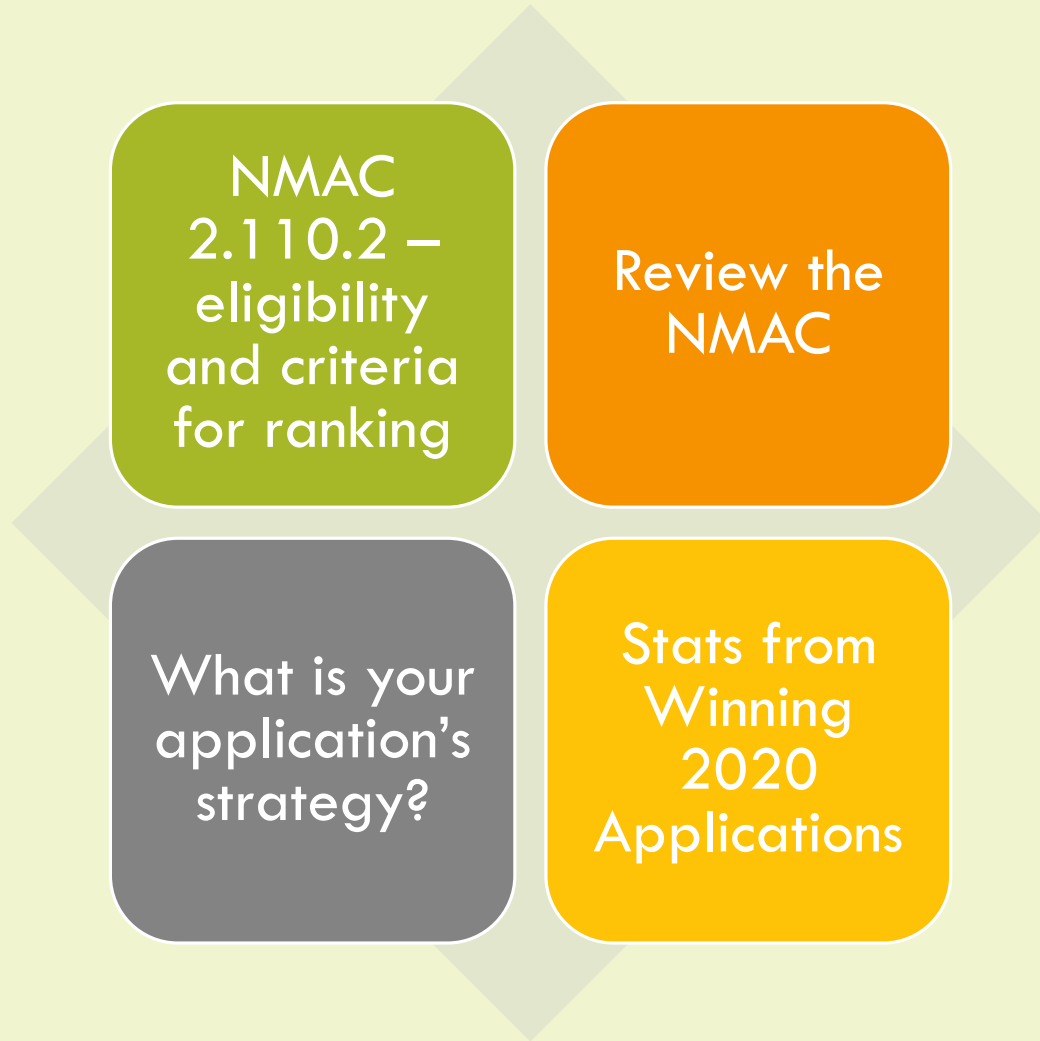 NMAC
2.110.2 –
eligibility
and criteria
for ranking
Review the
NMAC
What is your
application’s
strategy?
Stats from
Winning
2020
Applications